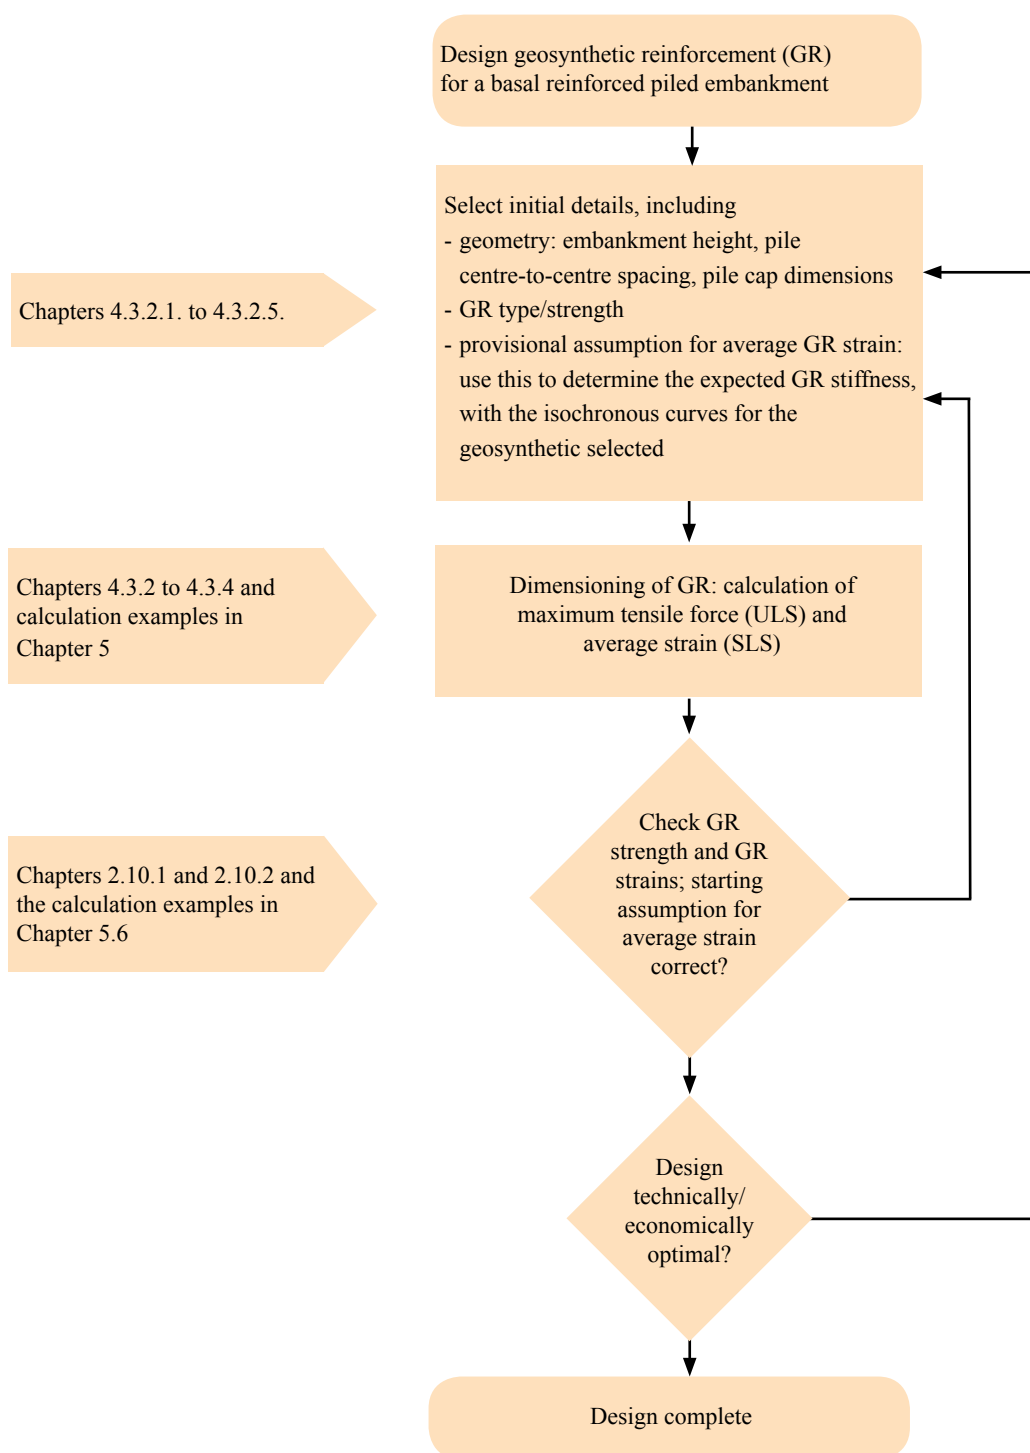 Design geosynthetic reinforcement (GR)
for a basal reinforced piled embankment
Select initial details, including
- geometry: embankment height, pile
centre-to-centre spacing, pile cap dimensions
- GR type/strength
- provisional assumption for average GR strain:
use this to determine the expected GR stiffness,
with the isochronous curves for the
geosynthetic selected
Chapters 4.3.2.1. to 4.3.2.5.
Dimensioning of GR: calculation of
maximum tensile force (ULS) and
average strain (SLS)
Chapters 4.3.2 to 4.3.4 and
calculation examples in
Chapter 5
Check GR
strength and GR
strains; starting
assumption for
average strain
correct?
Chapters 2.10.1 and 2.10.2 and
the calculation examples in
Chapter 5.6
Design
technically/
economically
optimal?
Design complete